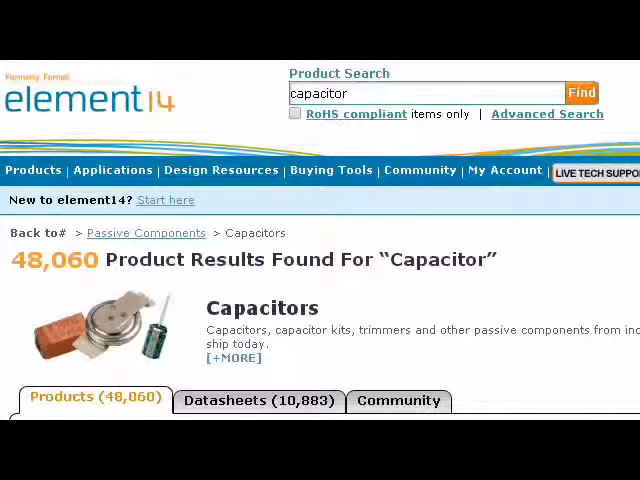 Formerly Farnell
element14
Product Search
capacitor
Find
RoHS compliant items only | Advanced Search
Products | Applications | Design Resources | Buying Tools | Community | My Account | LIVE TECH SUPPO
New to element14? Start here
Back to# > Passive Components > Capacitors
48,060 Product Results Found For “Capacitor”
Capacitors
Capacitors, capacitor kits, trimmers and other passive components from inc
ship today.
[+MORE]
Products (48,060) Datasheets (10,883) Community